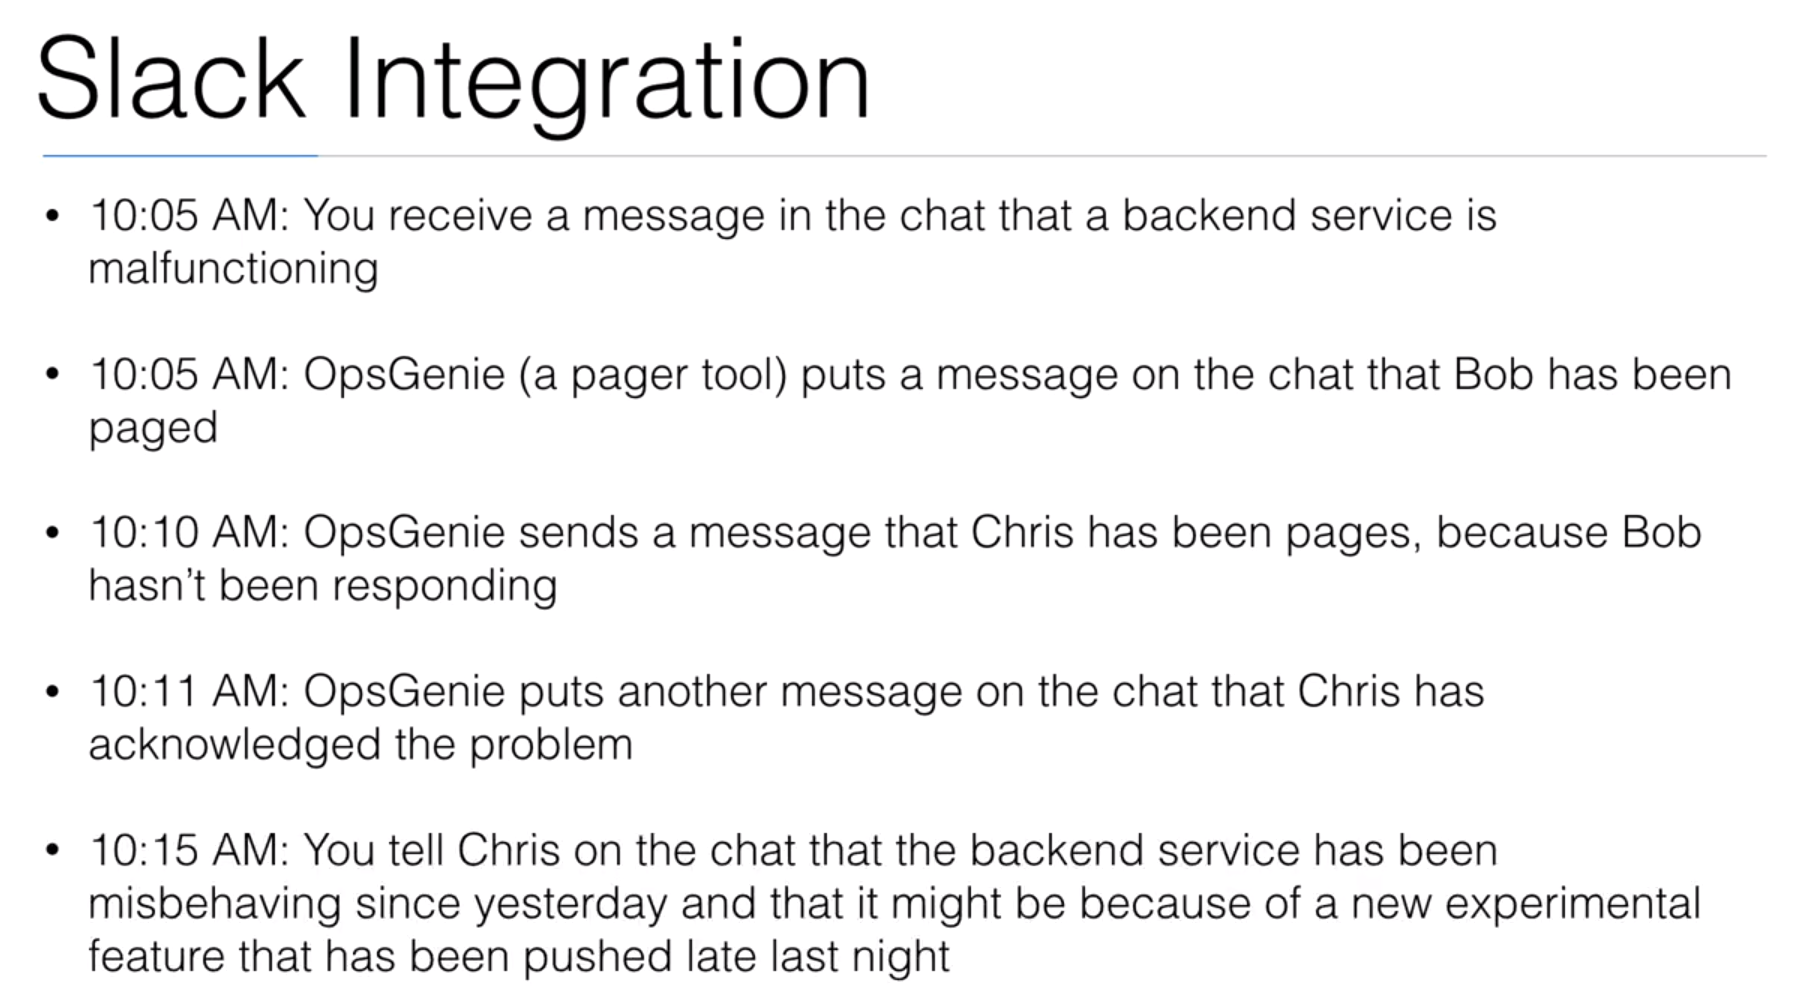 Slack Integration
• 10:05 AM: You receive a message in the chat that a backend service is
malfunctioning
• 10:05 AM: OpsGenie (a pager tool) puts a message on the chat that Bob has been
paged
• 10:10 AM: OpsGenie sends a message that Chris has been pages, because Bob
hasn’t been responding
• 10:11 AM: OpsGenie puts another message on the chat that Chris has
acknowledged the problem
• 10:15 AM: You tell Chris on the chat that the backend service has been
misbehaving since yesterday and that it might be because of a new experimental
feature that has been pushed late last night